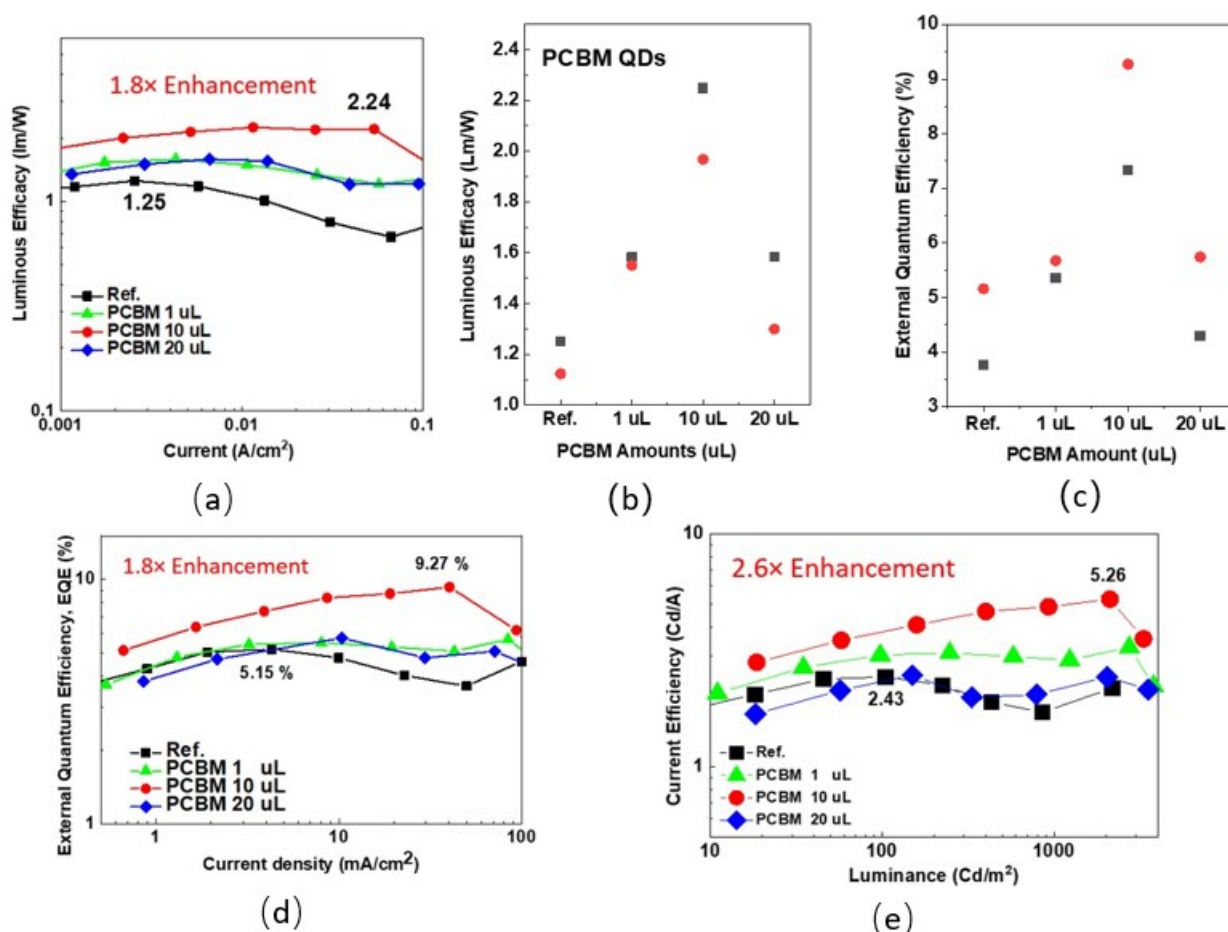 1.8× Enhancement
2.24
1.25
Luminous Efficacy (lm/W)
1
0.1
Ref.
PCBM 1 uL
PCBM 10 uL
PCBM 20 uL
0.001 0.01 0.1
Current (A/cm²)
(a)
PCBM QDs
Luminous Efficacy (Lm/W)
2.4
2.2
2.0
1.8
1.6
1.4
1.2
1.0
Ref. 1 uL 10 uL 20 uL
PCBM Amounts (uL)
(b)
External Quantum Efficiency (%)
10
9
8
7
6
5
4
3
Ref. 1 uL 10 uL 20 uL
PCBM Amount (uL)
(c)
1.8× Enhancement
9.27 %
5.15 %
External Quantum Efficiency, EQE (%)
10
1
Ref.
PCBM 1 uL
PCBM 10 uL
PCBM 20 uL
1 10 100
Current density (mA/cm²)
(d)
2.6× Enhancement
5.26
2.43
Current Efficiency (Cd/A)
10
1
Ref.
PCBM 1 uL
PCBM 10 uL
PCBM 20 uL
10 100 1000
Luminance (Cd/m²)
(e)